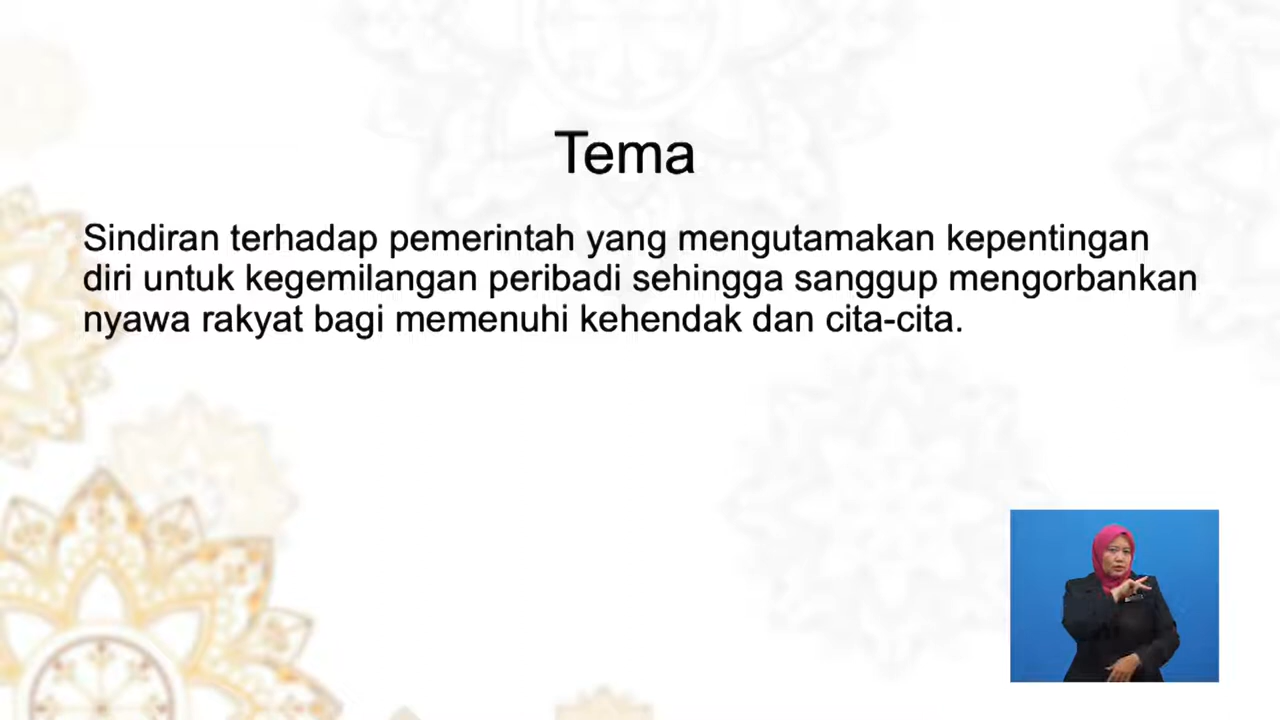 Tema
Sindiran terhadap pemerintah yang mengutamakan kepentingan
diri untuk kegemilangan peribadi sehingga sanggup mengorbankan
nyawa rakyat bagi memenuhi kehendak dan cita-cita.